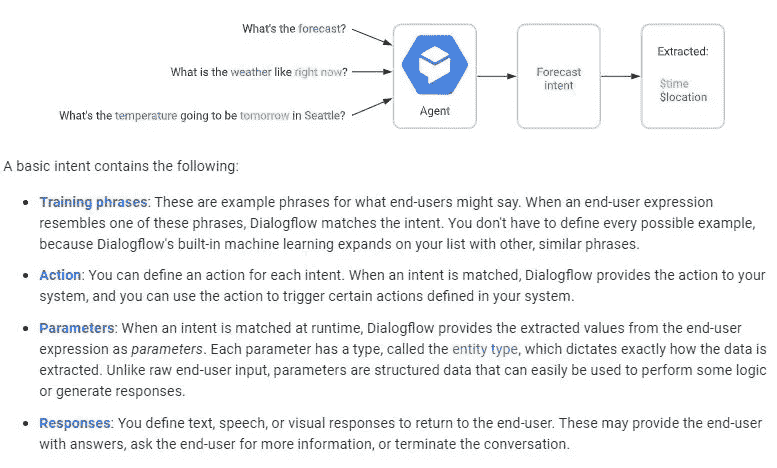 What's the forecast?
What is the weather like right now?
What's the temperature going to be tomorrow in Seattle?
Agent
Forecast
intent
Extracted:
$time
$location
A basic intent contains the following:
• Training phrases: These are example phrases for what end-users might say. When an end-user expression
resembles one of these phrases, Dialogflow matches the intent. You don't have to define every possible example,
because Dialogflow's built-in machine learning expands on your list with other, similar phrases.
• Action: You can define an action for each intent. When an intent is matched, Dialogflow provides the action to your
system, and you can use the action to trigger certain actions defined in your system.
• Parameters: When an intent is matched at runtime, Dialogflow provides the extracted values from the end-user
expression as parameters. Each parameter has a type, called the entity type, which dictates exactly how the data is
extracted. Unlike raw end-user input, parameters are structured data that can easily be used to perform some logic
or generate responses.
• Responses: You define text, speech, or visual responses to return to the end-user. These may provide the end-user
with answers, ask the end-user for more information, or terminate the conversation.